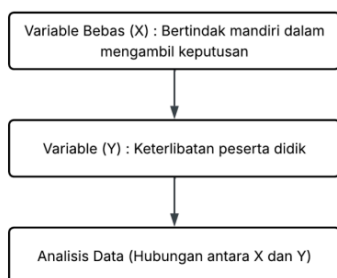 Variable Bebas (X) : Bertindak mandiri dalam
mengambil keputusan
Variable (Y) : Keterlibatan peserta didik
Analisis Data (Hubungan antara X dan Y)